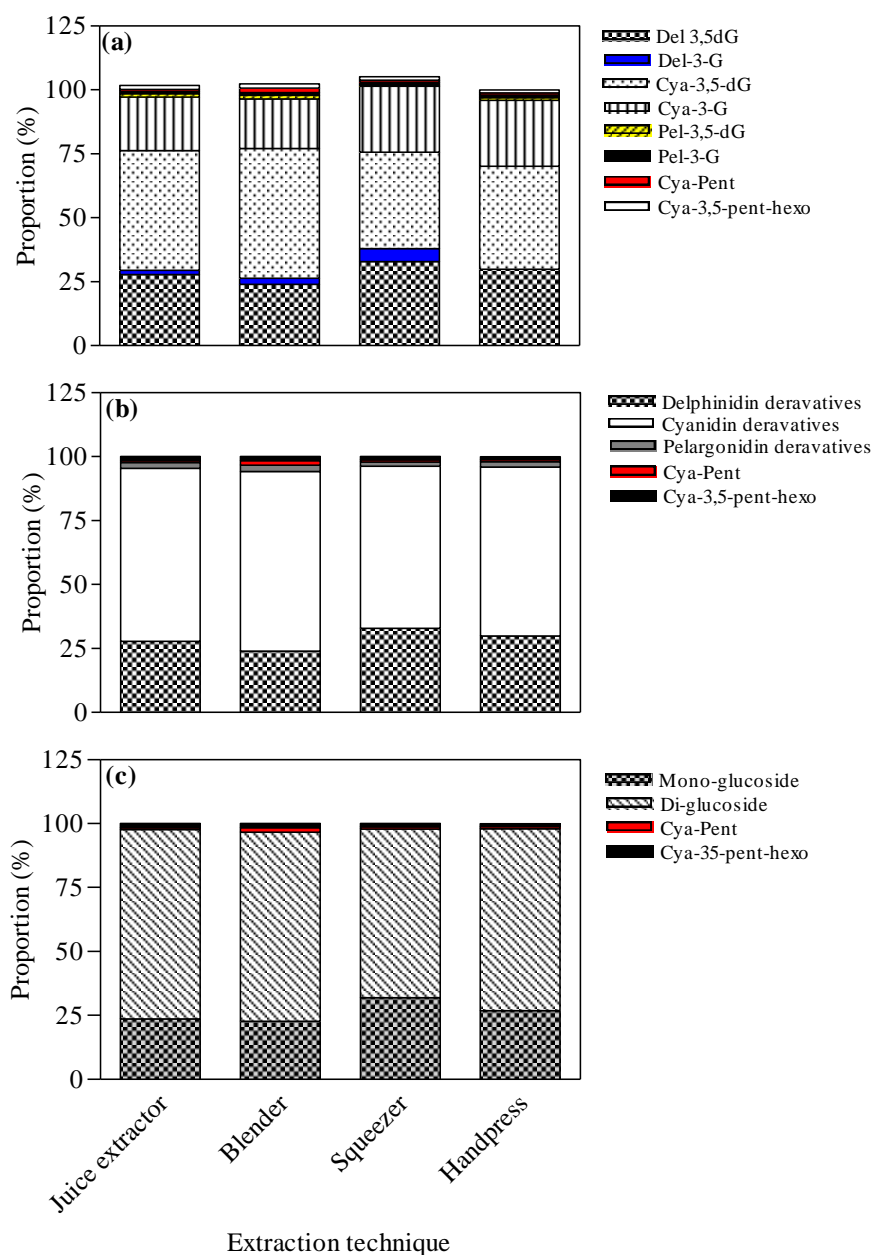 (a)
125
100
75
50
25
0
Proportion (%)
Del 3,5dG
Del-3-G
Cya-3,5-dG
Cya-3-G
Pel-3,5-dG
Pel-3-G
Cya-Pent
Cya-3,5-pent-hexo
(b)
125
100
75
50
25
0
Proportion (%)
Delphinidin deravatives
Cyanidin deravatives
Pelargonidin deravatives
Cya-Pent
Cya-3,5-pent-hexo
(c)
125
100
75
50
25
0
Proportion (%)
Mono-glucoside
Di-glucoside
Cya-Pent
Cya-35-pent-hexo
Juice extractor
Blender
Squeezer
Handpress
Extraction technique